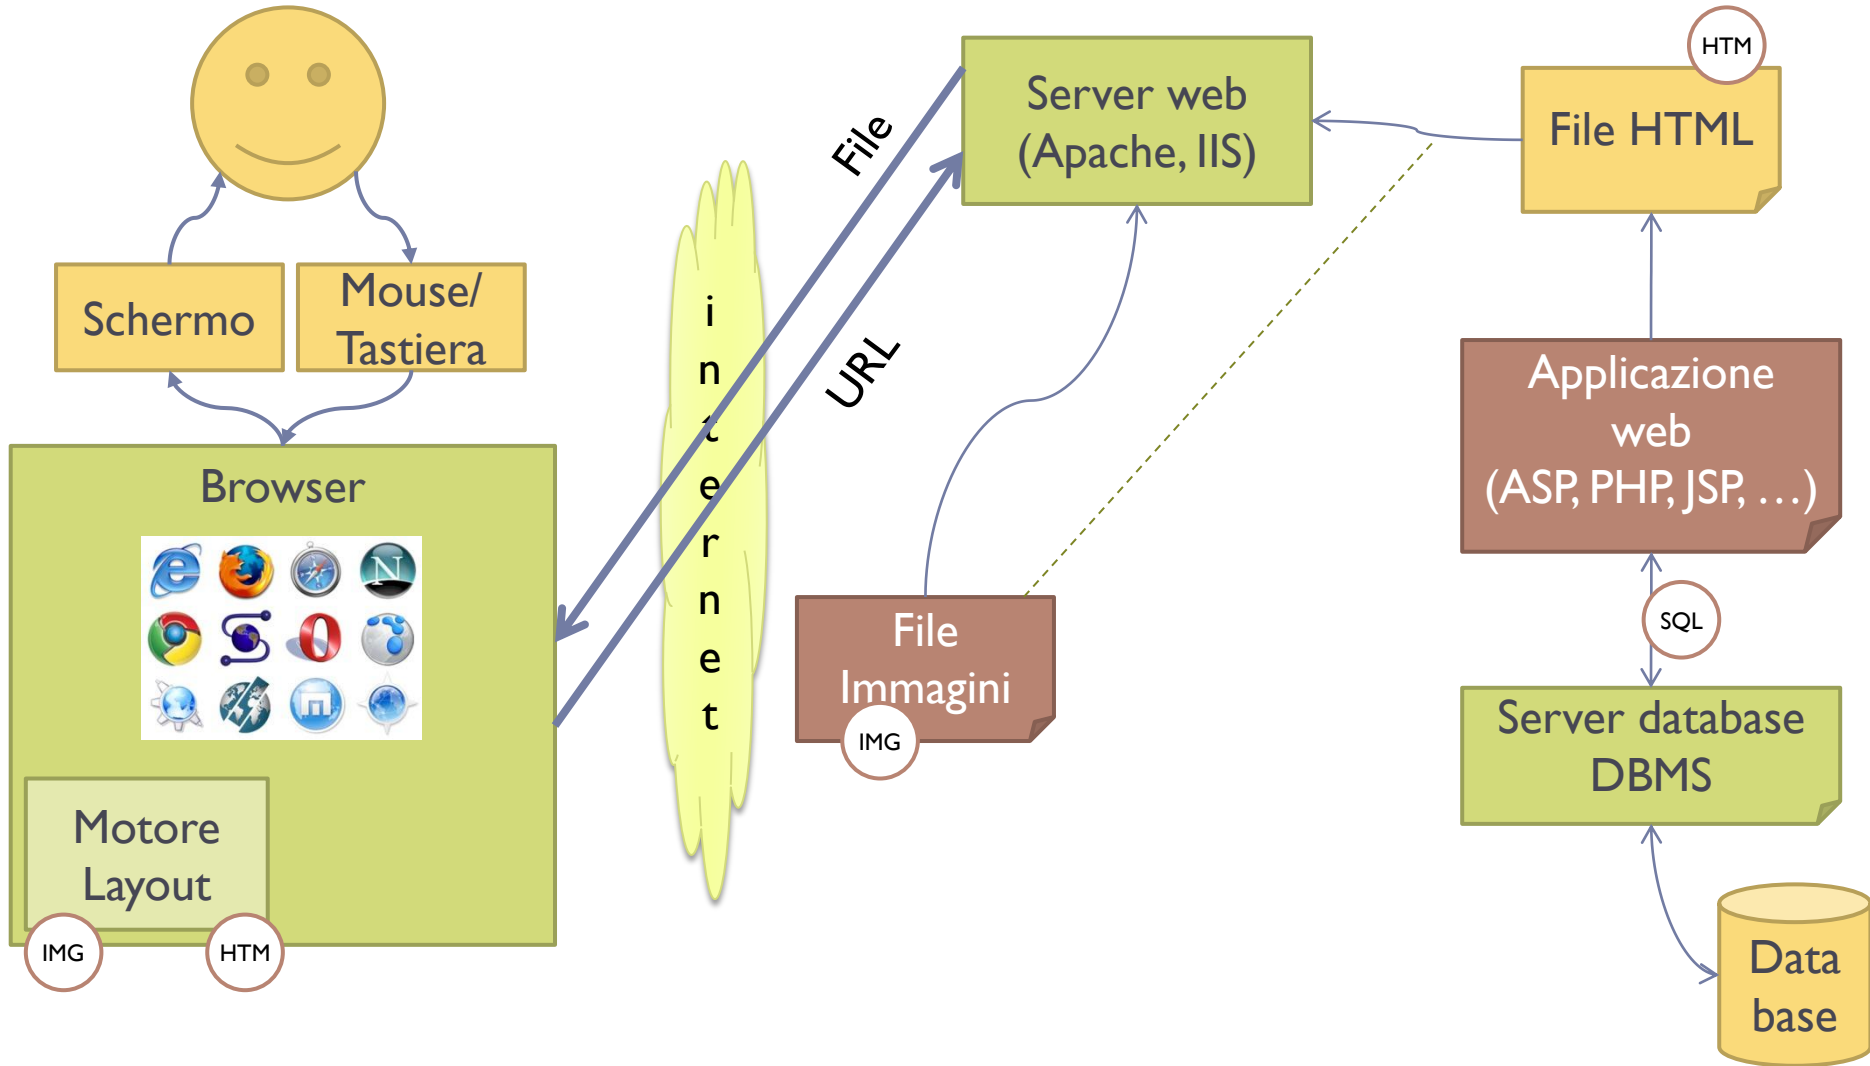 HTM
Server web
(Apache, IIS)
File HTML
File
Schermo
Mouse/
Tastiera
internet
URL
Applicazione
web
(ASP, PHP, JSP, …)
Browser
N
File
Immagini
IMG
SQL
Server database
DBMS
Motore
Layout
IMG
HTM
Data
base